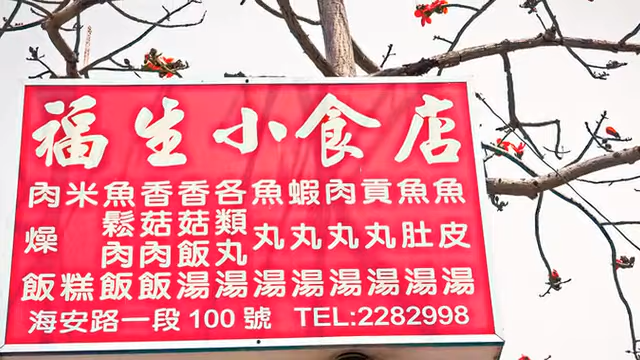 福生小食店
肉燥飯
米糕
魚鬆肉飯
香菇肉飯
香菇飯湯
各類丸湯
魚丸湯
蝦丸湯
肉丸湯
貢丸湯
魚肚湯
魚皮湯
海安路一段100號 TEL:2282998